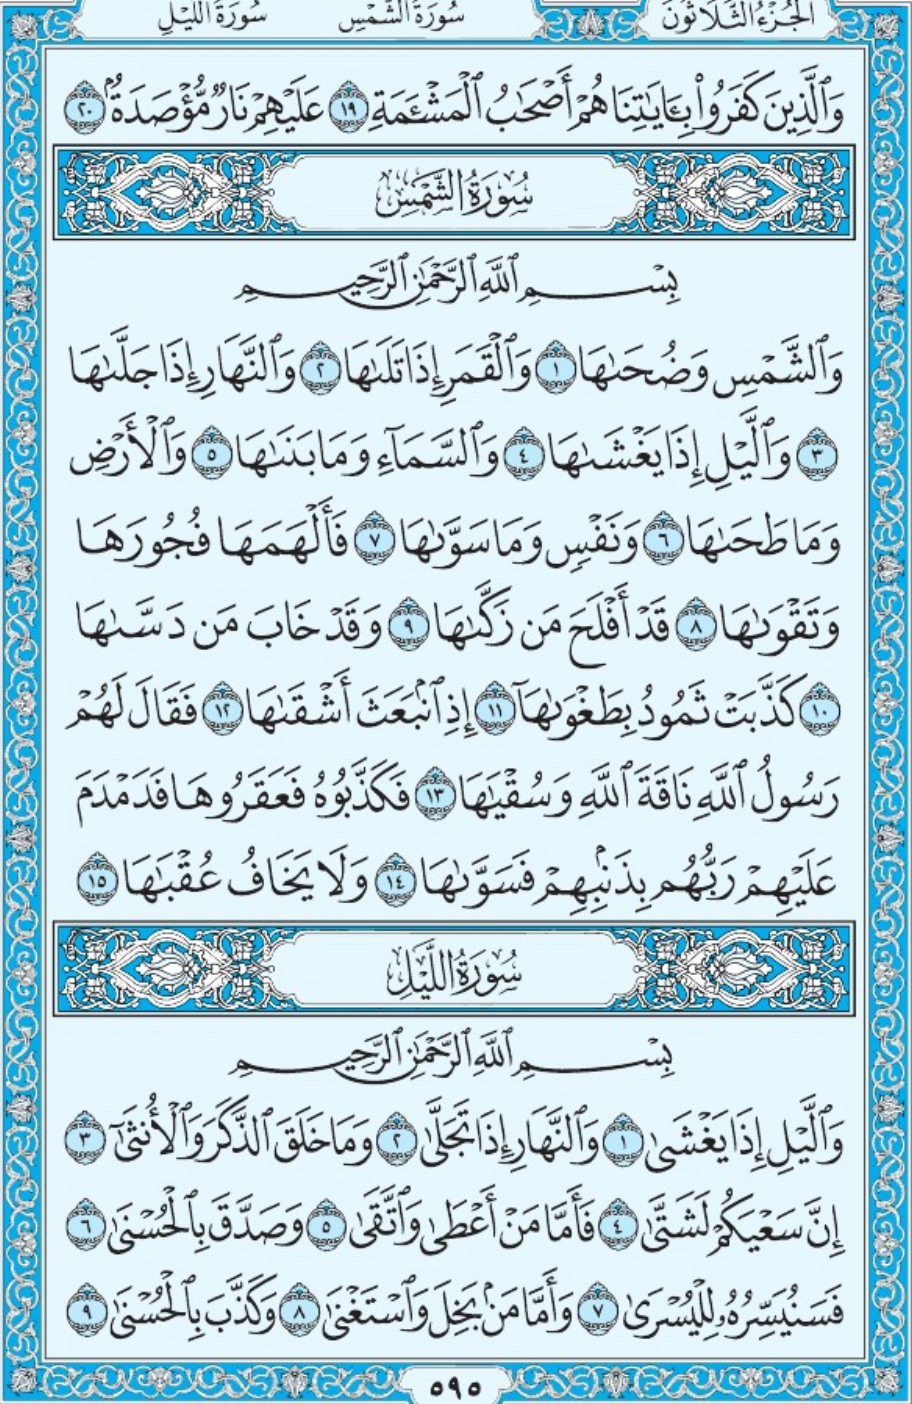 الجُزْءُ الثَّلَاثُونَ سُورَةُ الشَّمْسِ سُورَةُ اللَّيْلِ
وَٱلَّذِينَ كَفَرُوا۟ بِـَٔايَـٰتِنَا هُمْ أَصْحَـٰبُ ٱلْمَشْـَٔمَةِ ١٩ عَلَيْهِمْ نَارٌ مُّؤْصَدَةٌۢ ٢٠
سُورَةُ الشَّمْسِ
بِسْمِ ٱللَّهِ ٱلرَّحْمَـٰنِ ٱلرَّحِيمِ
وَٱلشَّمْسِ وَضُحَىٰهَا ١ وَٱلْقَمَرِ إِذَا تَلَىٰهَا ٢ وَٱلنَّهَارِ إِذَا جَلَّىٰهَا
٣ وَٱلَّيْلِ إِذَا يَغْشَىٰهَا ٤ وَٱلسَّمَآءِ وَمَا بَنَىٰهَا ٥ وَٱلْأَرْضِ
وَمَا طَحَىٰهَا ٦ وَنَفْسٍ وَمَا سَوَّىٰهَا ٧ فَأَلْهَمَهَا فُجُورَهَا
وَتَقْوَىٰهَا ٨ قَدْ أَفْلَحَ مَن زَكَّىٰهَا ٩ وَقَدْ خَابَ مَن دَسَّىٰهَا
١٠ كَذَّبَتْ ثَمُودُ بِطَغْوَىٰهَآ ١١ إِذِ ٱنۢبَعَثَ أَشْقَىٰهَا ١٢ فَقَالَ لَهُمْ
رَسُولُ ٱللَّهِ نَاقَةَ ٱللَّهِ وَسُقْيَـٰهَا ١٣ فَكَذَّبُوهُ فَعَقَرُوهَا فَدَمْدَمَ
عَلَيْهِمْ رَبُّهُم بِذَنۢبِهِمْ فَسَوَّىٰهَا ١٤ وَلَا يَخَافُ عُقْبَـٰهَا ١٥
سُورَةُ اللَّيْلِ
بِسْمِ ٱللَّهِ ٱلرَّحْمَـٰنِ ٱلرَّحِيمِ
وَٱلَّيْلِ إِذَا يَغْشَىٰ ١ وَٱلنَّهَارِ إِذَا تَجَلَّىٰ ٢ وَمَا خَلَقَ ٱلذَّكَرَ وَٱلْأُنثَىٰٓ ٣
إِنَّ سَعْيَكُمْ لَشَتَّىٰ ٤ فَأَمَّا مَنْ أَعْطَىٰ وَٱتَّقَىٰ ٥ وَصَدَّقَ بِٱلْحُسْنَىٰ ٦
فَسَنُيَسِّرُهُۥ لِلْيُسْرَىٰ ٧ وَأَمَّا مَنۢ بَخِلَ وَٱسْتَغْنَىٰ ٨ وَكَذَّبَ بِٱلْحُسْنَىٰ ٩
٥٩٥